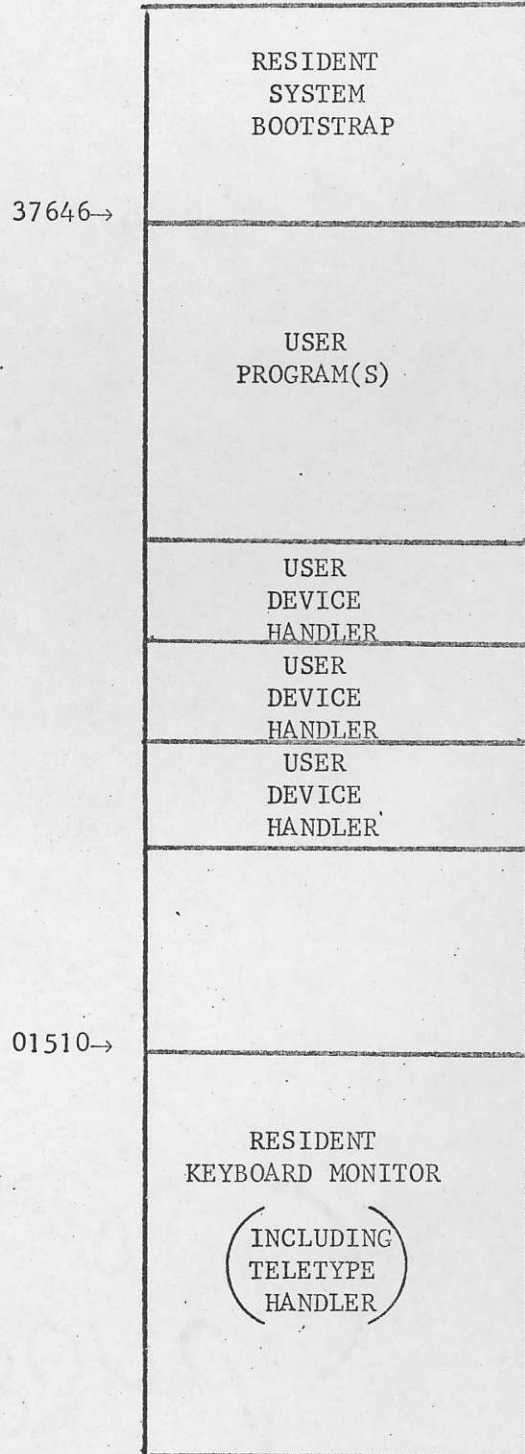 RESIDENT
SYSTEM
BOOTSTRAP
37646→
USER
PROGRAM(S)
USER
DEVICE
HANDLER
USER
DEVICE
HANDLER
USER
DEVICE
HANDLER
01510→
RESIDENT
KEYBOARD MONITOR
(INCLUDING
TELETYPE
HANDLER)